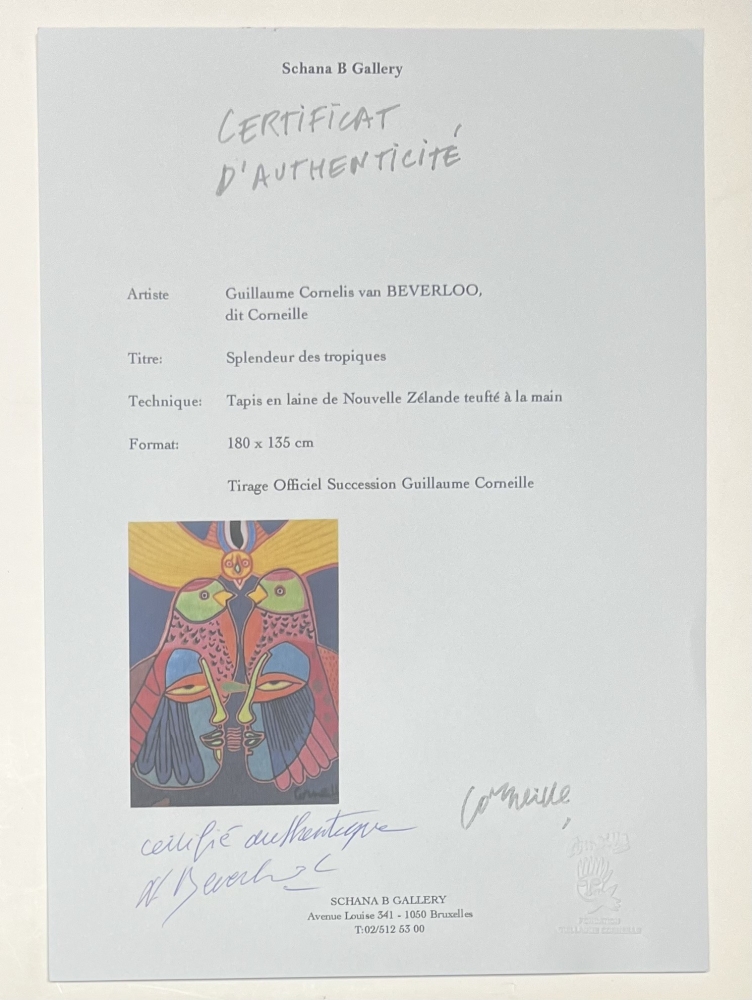 Schana B Gallery
CERTIFICAT
D'AUTHENTICITÉ
Artiste Guillaume Cornelis van BEVERLOO,
dit Corneille
Titre: Splendeur des tropiques
Technique: Tapis en laine de Nouvelle Zélande teufté à la main
Format: 180 x 135 cm
Tirage Officiel Succession Guillaume Corneille
Corneille
certifié authentique
SCHANA B GALLERY
Avenue Louise 341 - 1050 Bruxelles
T:02/512 53 00
FONDATION
GUILLAUME CORNEILLE